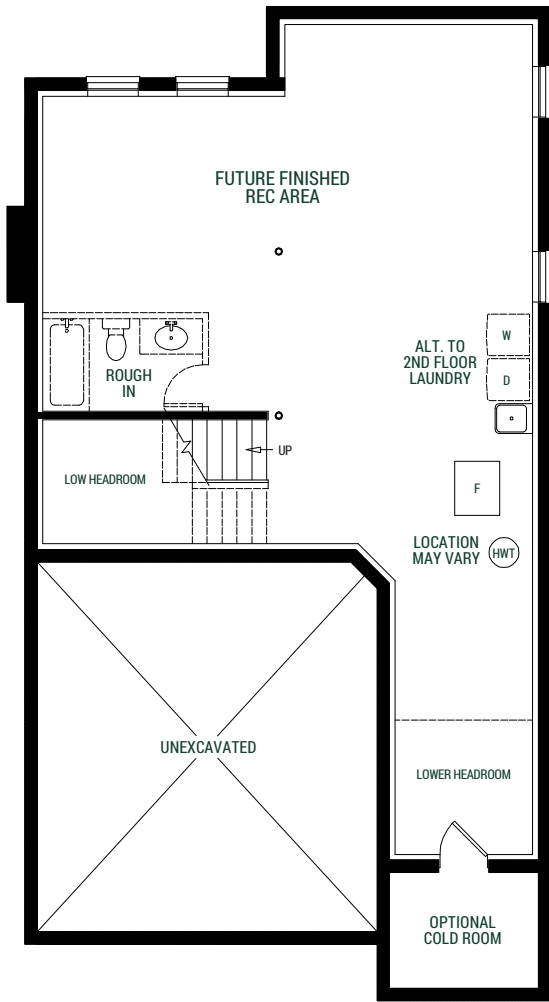 FUTURE FINISHED
REC AREA
W
ALT. TO
2ND FLOOR
LAUNDRY
D
ROUGH
IN
UP
LOW HEADROOM
F
LOCATION
MAY VARY
HWT
UNEXCAVATED
LOWER HEADROOM
OPTIONAL
COLD ROOM